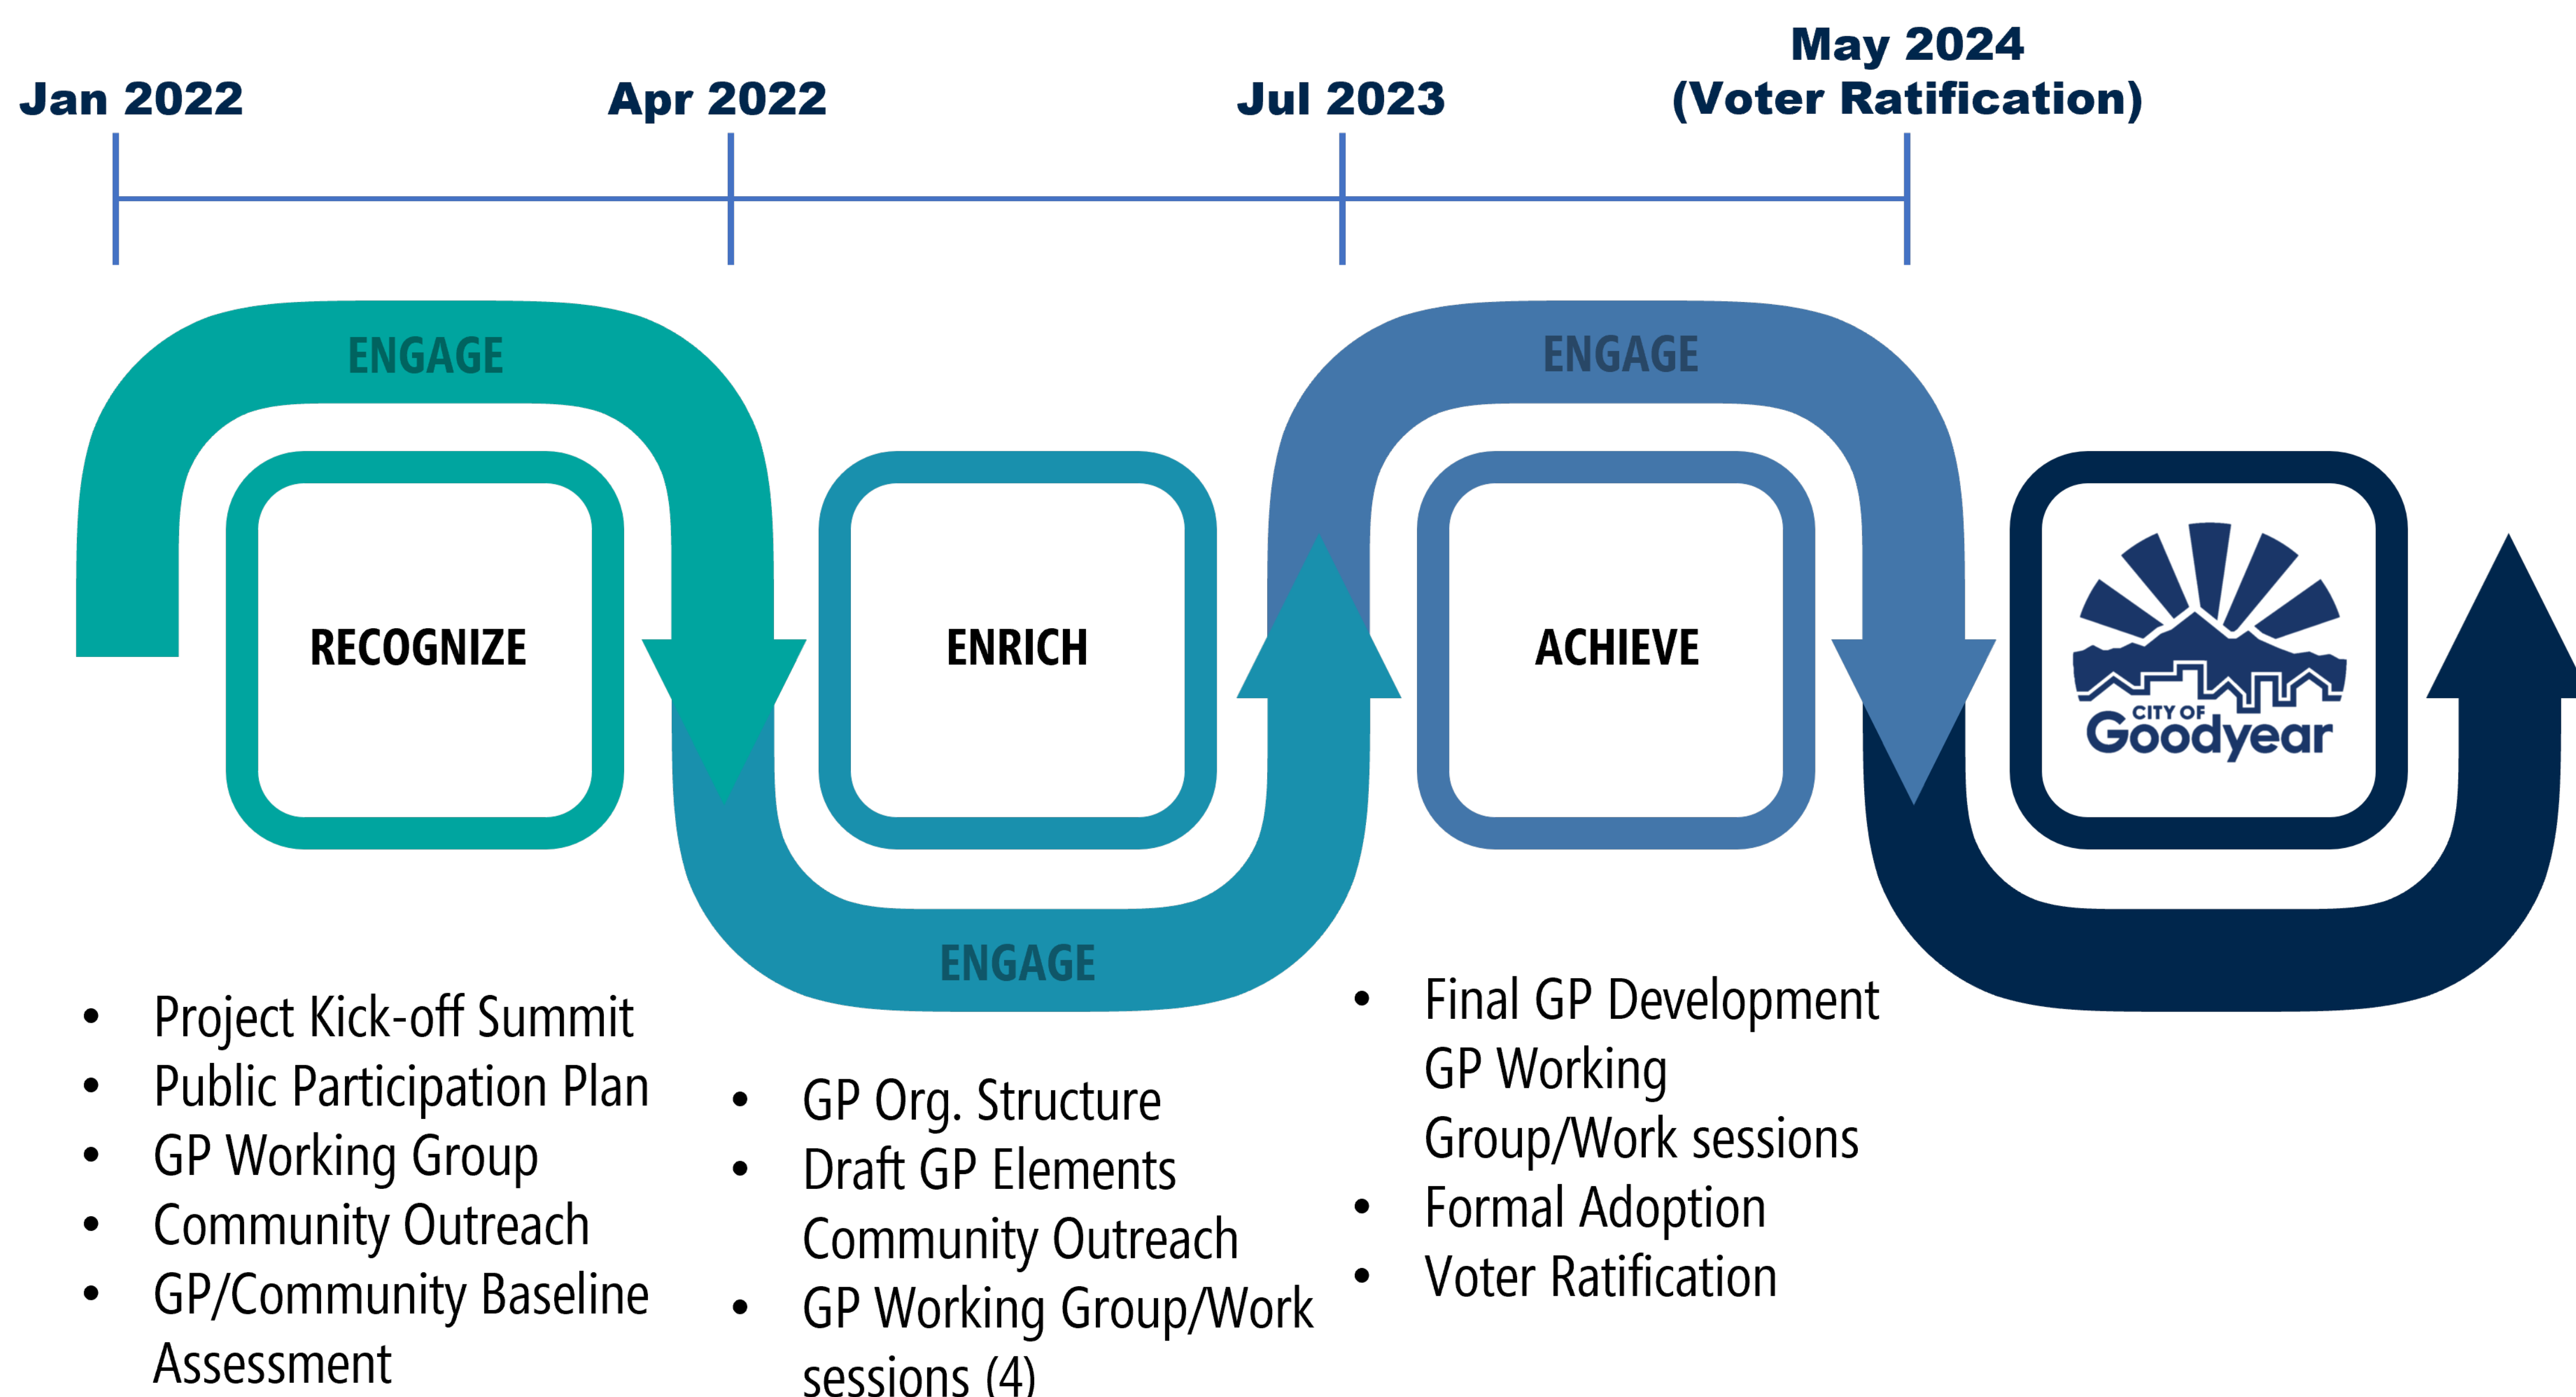 Jan 2022
Apr 2022
Jul 2023
May 2024
(Voter Ratification)
ENGAGE
ENGAGE
RECOGNIZE
ENRICH
ACHIEVE
CITY OF
Goodyear
ENGAGE
• Project Kick-off Summit
• Public Participation Plan
• GP Working Group
• Community Outreach
• GP/Community Baseline
Assessment
• GP Org. Structure
• Draft GP Elements
Community Outreach
• GP Working Group/Work
sessions (4)
• Final GP Development
GP Working
Group/Work sessions
• Formal Adoption
• Voter Ratification